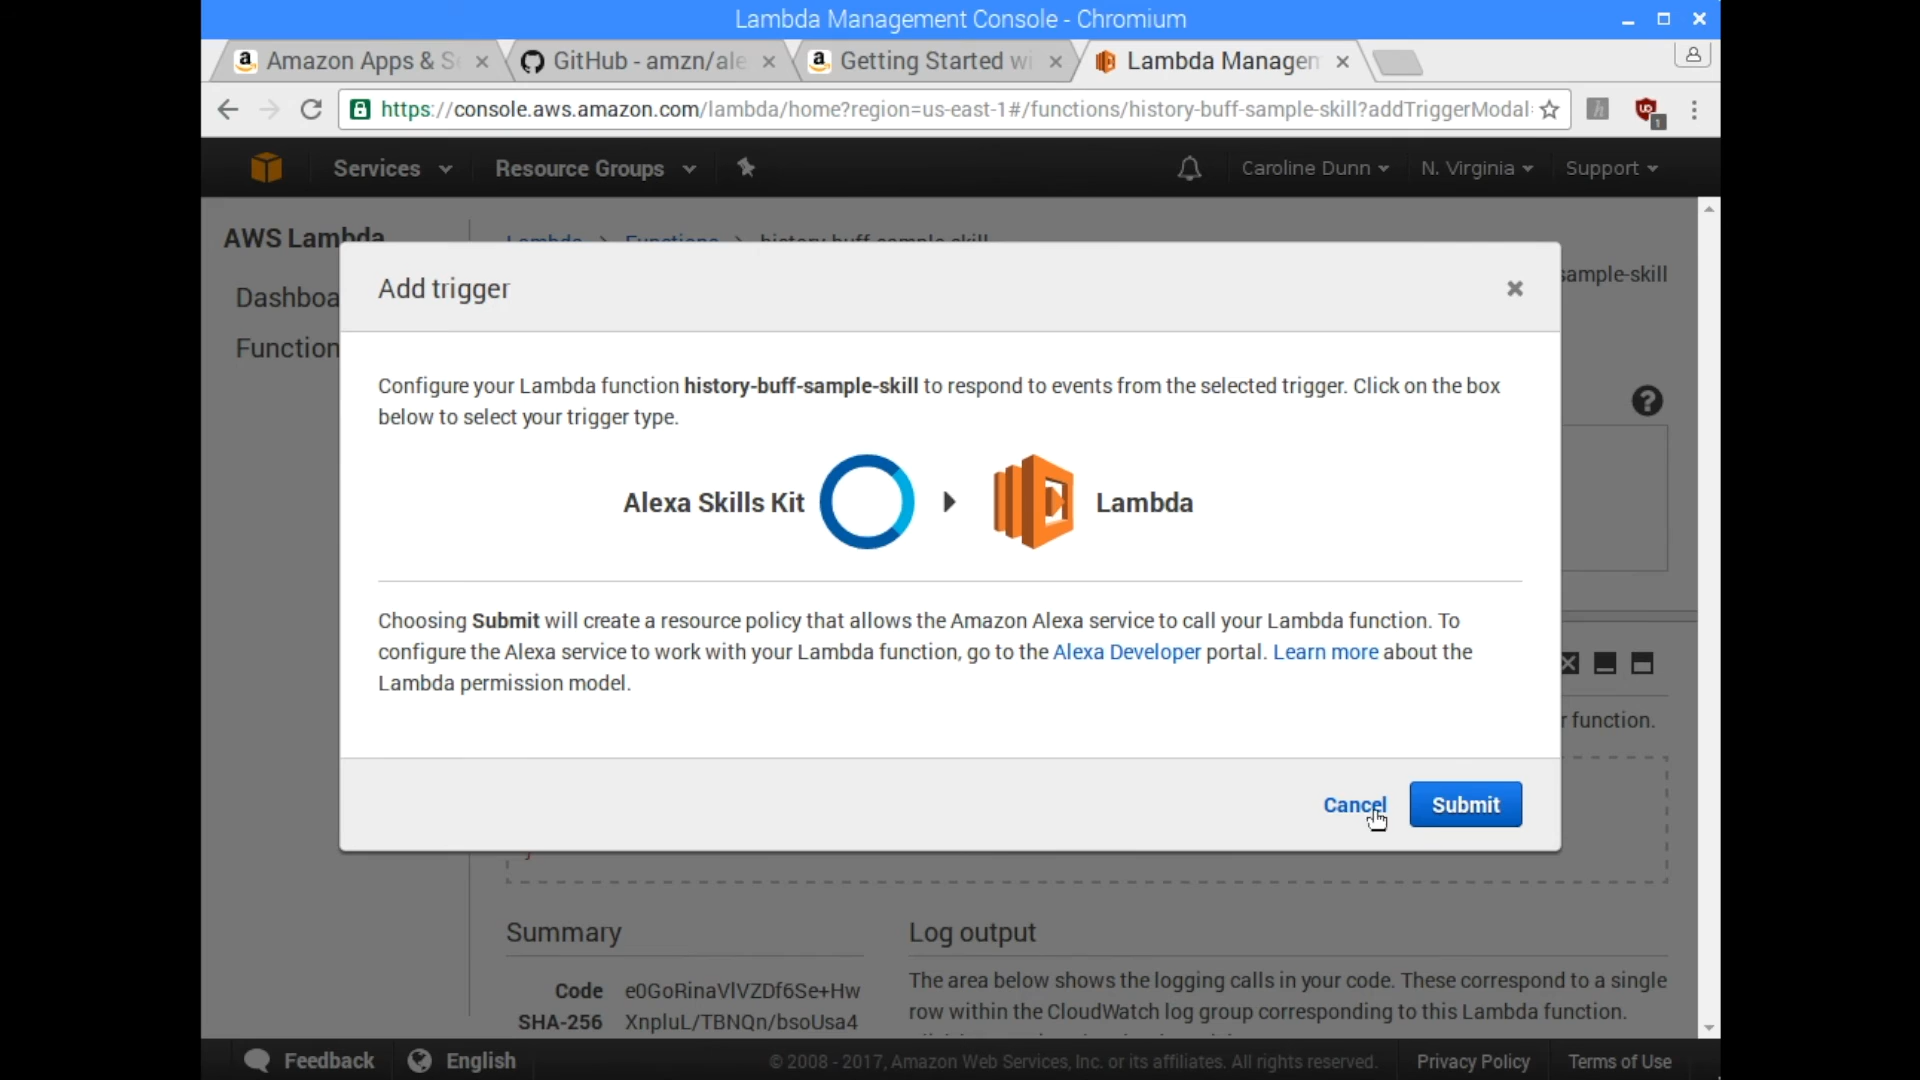 Lambda Management Console - Chromium
Amazon Apps & S
GitHub - amzn/ale
Getting Started wi
Lambda Managen
https://console.aws.amazon.com/lambda/home?region=us-east-1#/functions/history-buff-sample-skill?addTriggerModal
Services
Resource Groups
Caroline Dunn
N. Virginia
Support
AWS Lambda
Lambda > Functions > history-buff-sample-skill
sample-skill
Add trigger
Dashboa
Function
Configure your Lambda function history-buff-sample-skill to respond to events from the selected trigger. Click on the box
below to select your trigger type.
Alexa Skills Kit
Lambda
Choosing Submit will create a resource policy that allows the Amazon Alexa service to call your Lambda function. To
configure the Alexa service to work with your Lambda function, go to the Alexa Developer portal. Learn more about the
Lambda permission model.
r function.
Cancel
Submit
Summary
Log output
Code
SHA-256
e0GoRinaVlVZDf6Se+Hw
XnpluL/TBNQn/bsoUsa4
The area below shows the logging calls in your code. These correspond to a single
row within the CloudWatch log group corresponding to this Lambda function.
Feedback
English
© 2008 - 2017, Amazon Web Services, Inc. or its affiliates. All rights reserved.
Privacy Policy
Terms of Use